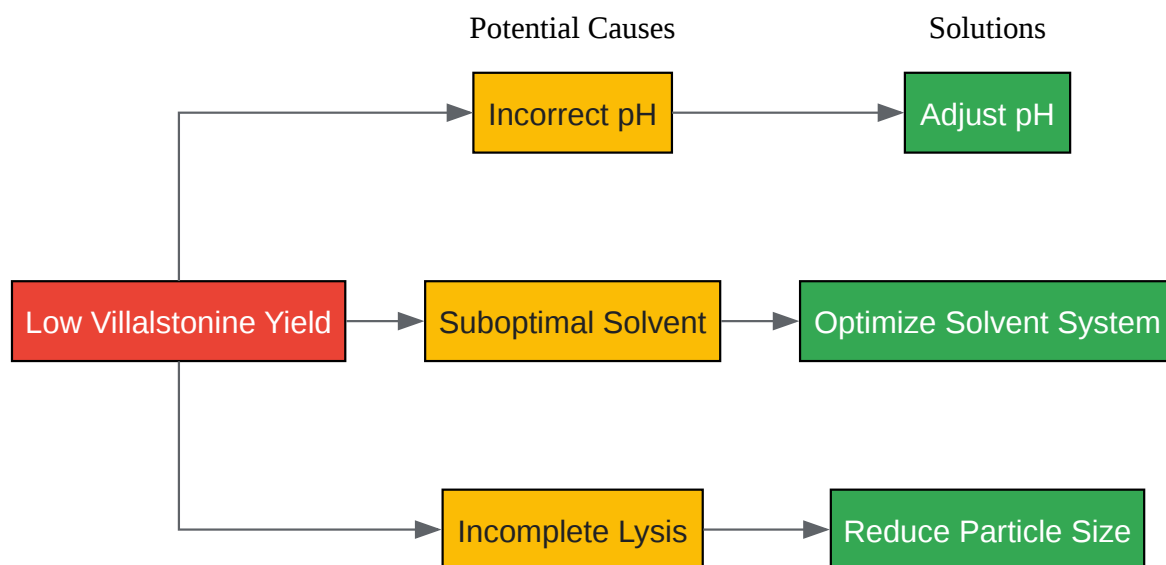 Potential Causes
Solutions
Incorrect pH
Adjust pH
Low Villalstonine Yield
Suboptimal Solvent
Optimize Solvent System
Incomplete Lysis
Reduce Particle Size